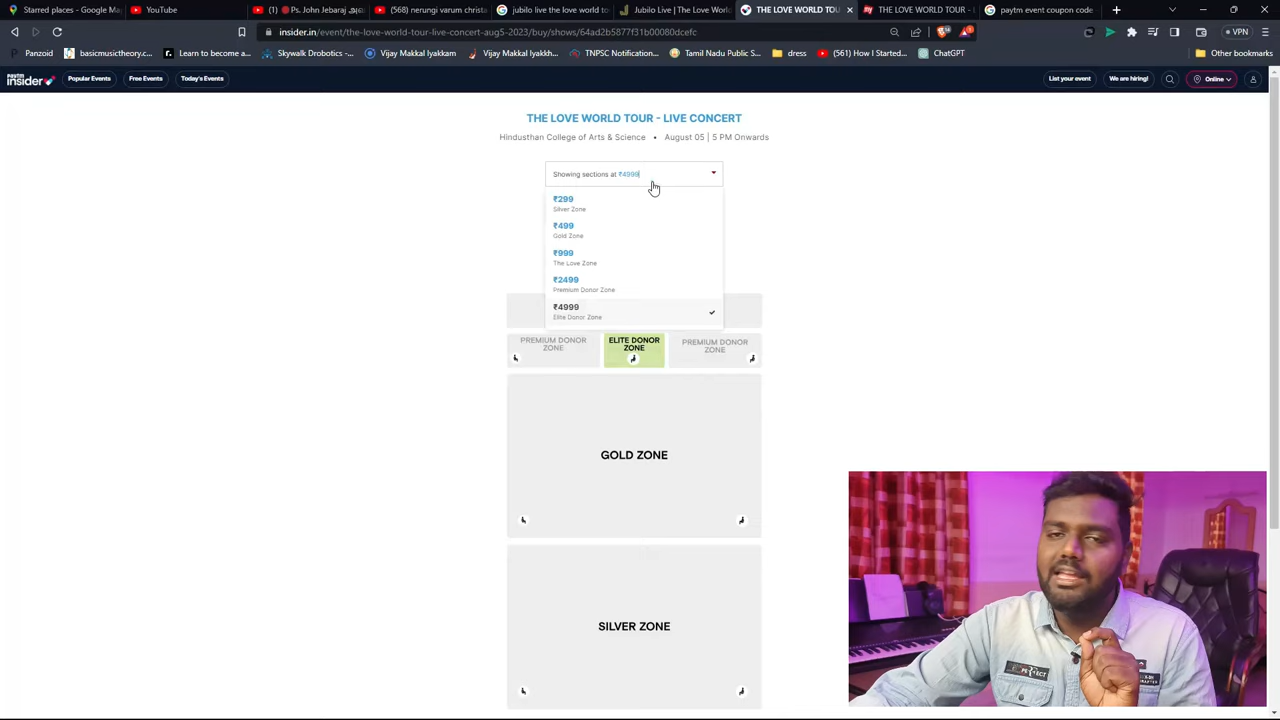 Starred places - Google Ma
YouTube
(1) 🔴Ps. John Jebaraj
(568) nerungi varum christa
jubilo live the love world to
Jubilo Live | The Love Worl
THE LOVE WORLD TOUR
THE LOVE WORLD TOUR -
paytm event coupon code
insider.in/event/the-love-world-tour-live-concert-aug5-2023/buy/shows/64ad2b5877f31b00080dcefc
VPN
Panzoid
basicmusictheory.co...
Learn to become a...
Skywalk Drobotics -...
Vijay Makkal Iyakkam
Vijay Makkal Iyakkh...
TNPSC Notification...
Tamil Nadu Public S...
dress
(561) How I Started...
ChatGPT
Other bookmarks
paytm insider
Popular Events
Free Events
Today's Events
List your event
We are hiring!
Online
THE LOVE WORLD TOUR - LIVE CONCERT
Hindusthan College of Arts & Science • August 05 | 5 PM Onwards
Showing sections at ₹4999
₹299
Silver Zone
₹499
Gold Zone
₹999
The Love Zone
₹2499
Premium Donor Zone
₹4999
Elite Donor Zone
PREMIUM DONOR
ZONE
ELITE DONOR
ZONE
PREMIUM DONOR
ZONE
GOLD ZONE
SILVER ZONE